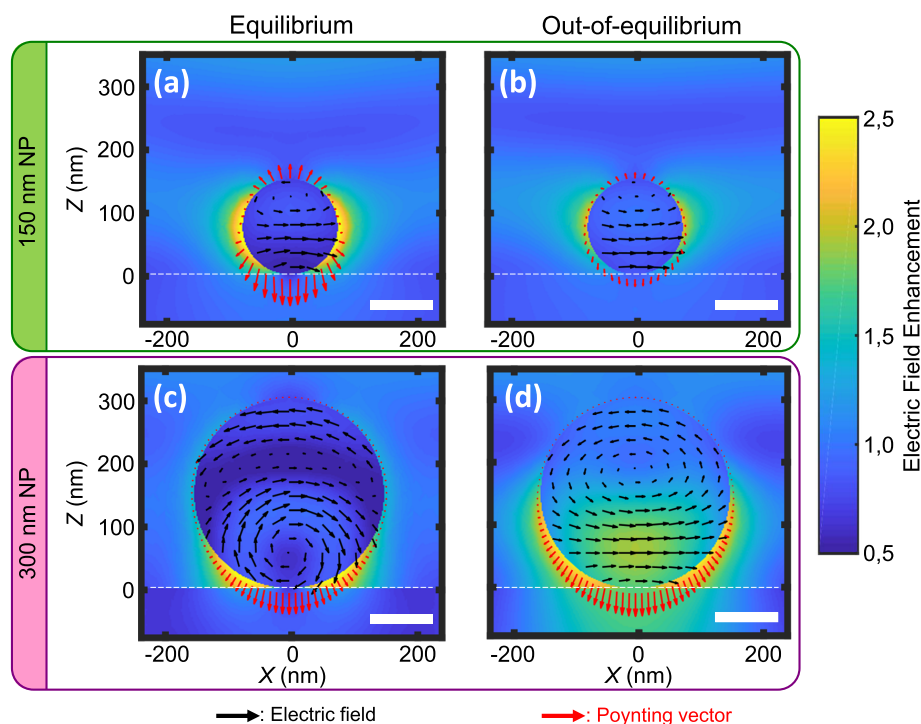 Equilibrium Out-of-equilibrium
150 nm NP
(a) (b)
Z (nm)
300
200
100
0
-200 0 200 -200 0 200
300 nm NP
(c) (d)
Z (nm)
300
200
100
0
-200 0 200 -200 0 200
X (nm) X (nm)
2,5
2.0
1.5
1,0
0.5
Electric Field Enhancement
: Electric field : Poynting vector